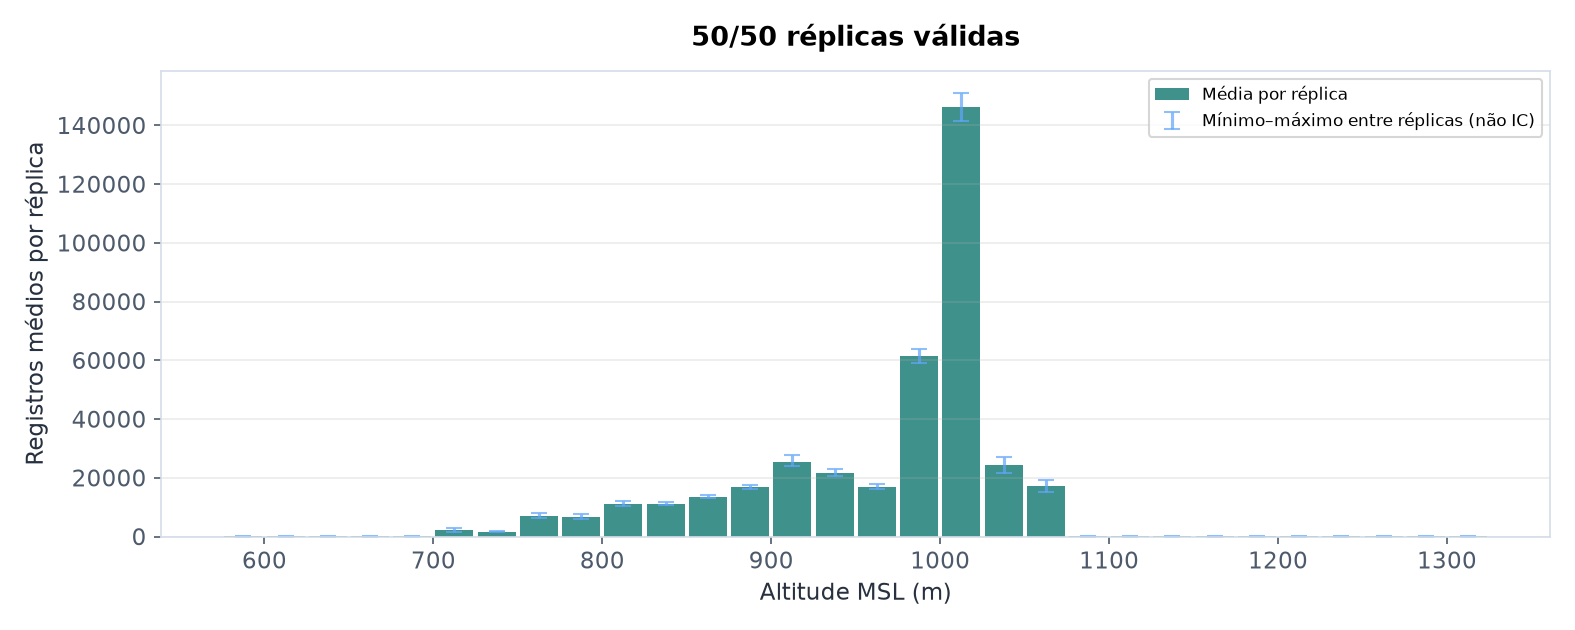 50/50 réplicas válidas
Média por réplica
Mínimo–máximo entre réplicas (não IC)
Registros médios por réplica
140000
120000
100000
80000
60000
40000
20000
0
600 700 800 900 1000 1100 1200 1300
Altitude MSL (m)